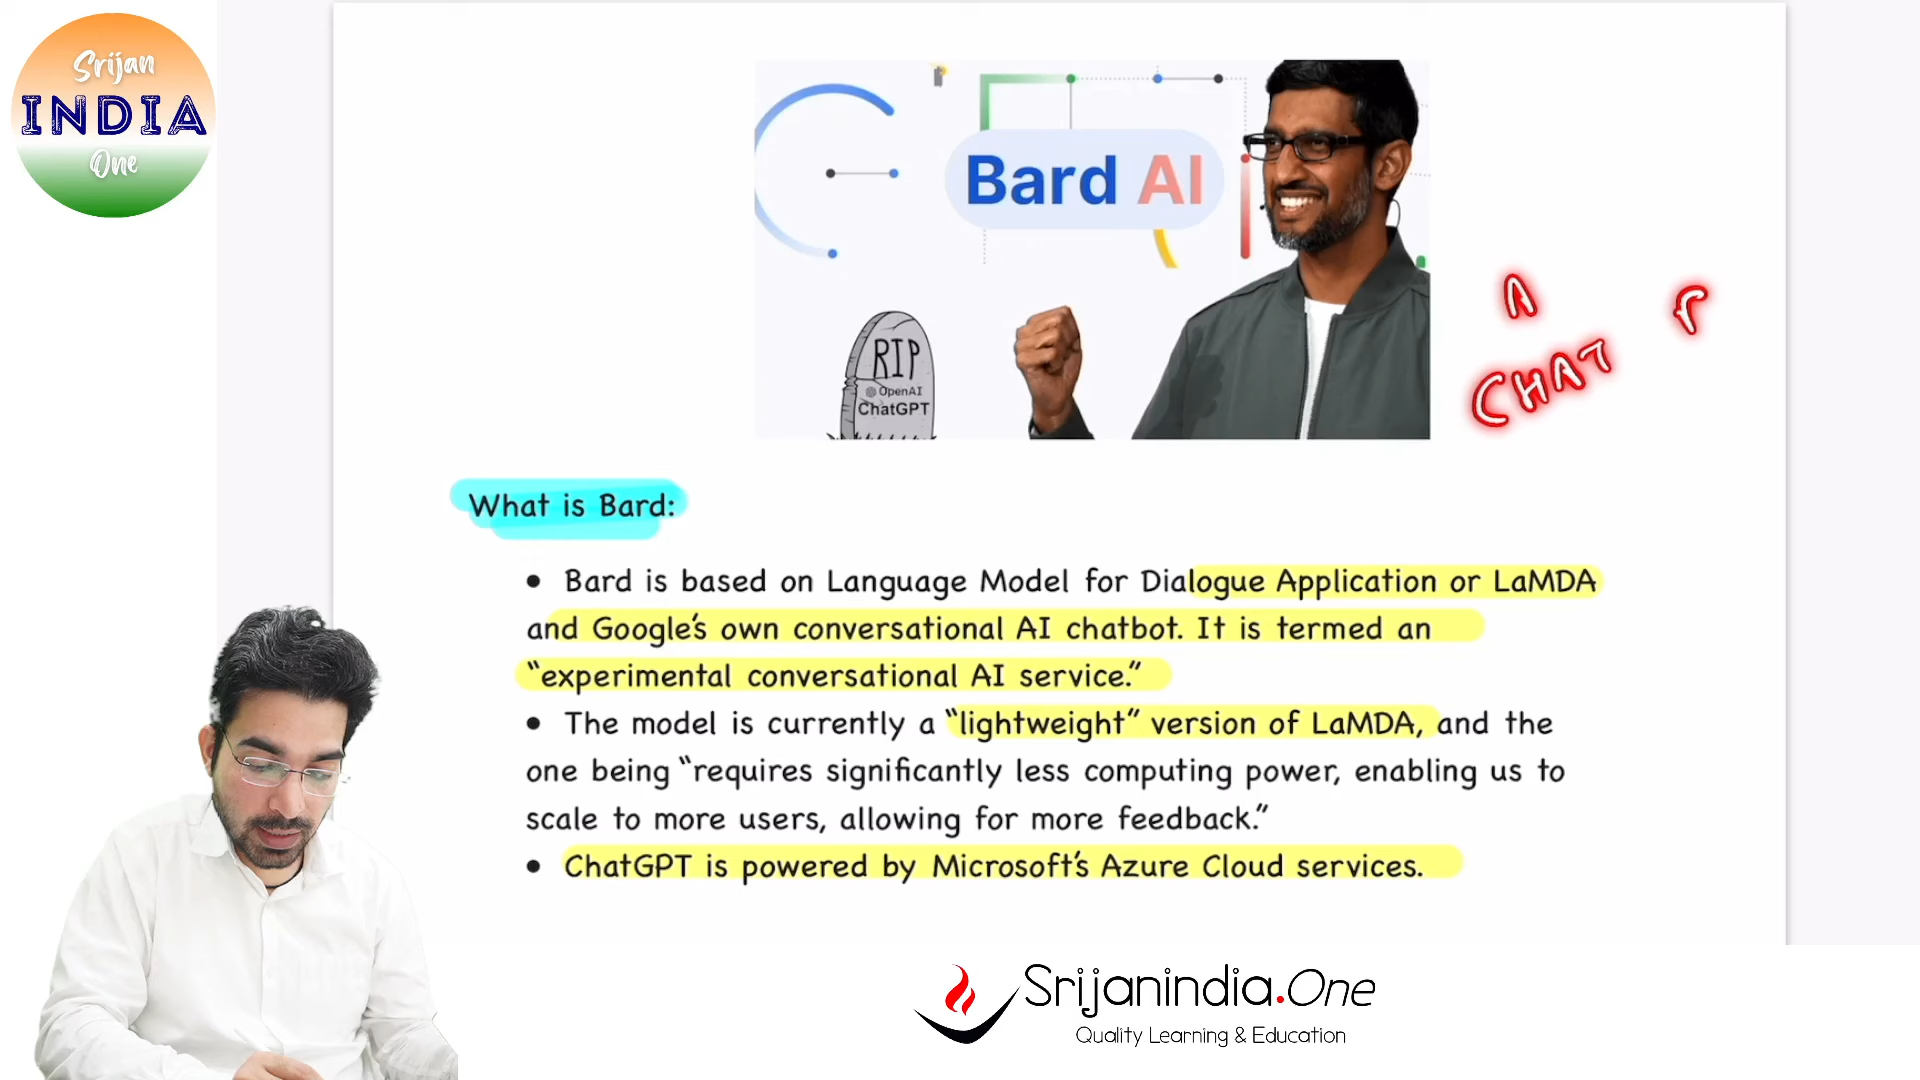 Srijan
INDIA
One
Bard AI
RIP
OpenAI
ChatGPT
A
CHAT
What is Bard:
• Bard is based on Language Model for Dialogue Application or LaMDA
and Google's own conversational AI chatbot. It is termed an
“experimental conversational AI service.”
• The model is currently a “lightweight” version of LaMDA, and the
one being “requires significantly less computing power, enabling us to
scale to more users, allowing for more feedback.”
• ChatGPT is powered by Microsoft's Azure Cloud services.
Srijanindia.One
Quality Learning & Education